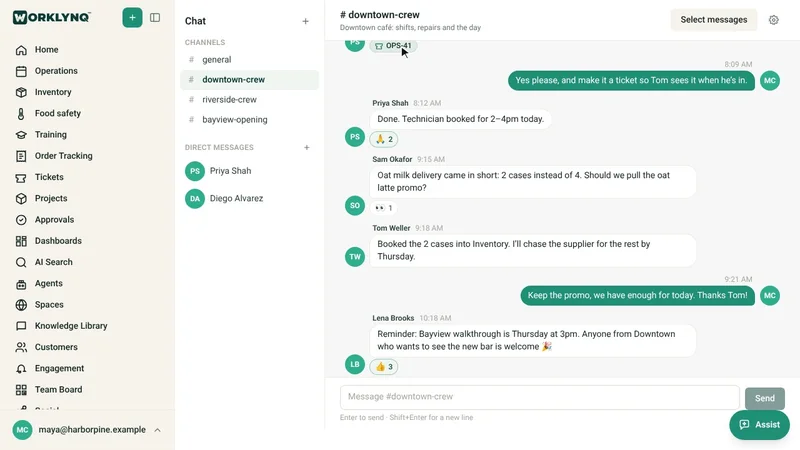 WORKLYNQ
Home
Operations
Inventory
Food safety
Training
Order Tracking
Tickets
Projects
Approvals
Dashboards
AI Search
Agents
Spaces
Knowledge Library
Customers
Engagement
Team Board
MC
maya@harborpine.example
Chat
CHANNELS
# general
# downtown-crew
# riverside-crew
# bayview-opening
DIRECT MESSAGES
PS Priya Shah
DA Diego Alvarez
# downtown-crew
Downtown café: shifts, repairs and the day
Select messages
PS
OPS-41
8:09 AM
Yes please, and make it a ticket so Tom sees it when he's in.
MC
Priya Shah 8:12 AM
Done. Technician booked for 2–4pm today.
PS
🙏 2
Sam Okafor 9:15 AM
Oat milk delivery came in short: 2 cases instead of 4. Should we pull the oat
latte promo?
SO
👀 1
Tom Weller 9:18 AM
Booked the 2 cases into Inventory. I'll chase the supplier for the rest by
Thursday.
TW
9:21 AM
Keep the promo, we have enough for today. Thanks Tom!
MC
Lena Brooks 10:18 AM
Reminder: Bayview walkthrough is Thursday at 3pm. Anyone from Downtown
who wants to see the new bar is welcome 🎉
LB
👍 3
Message #downtown-crew
Send
Enter to send · Shift+Enter for a new line
Assist